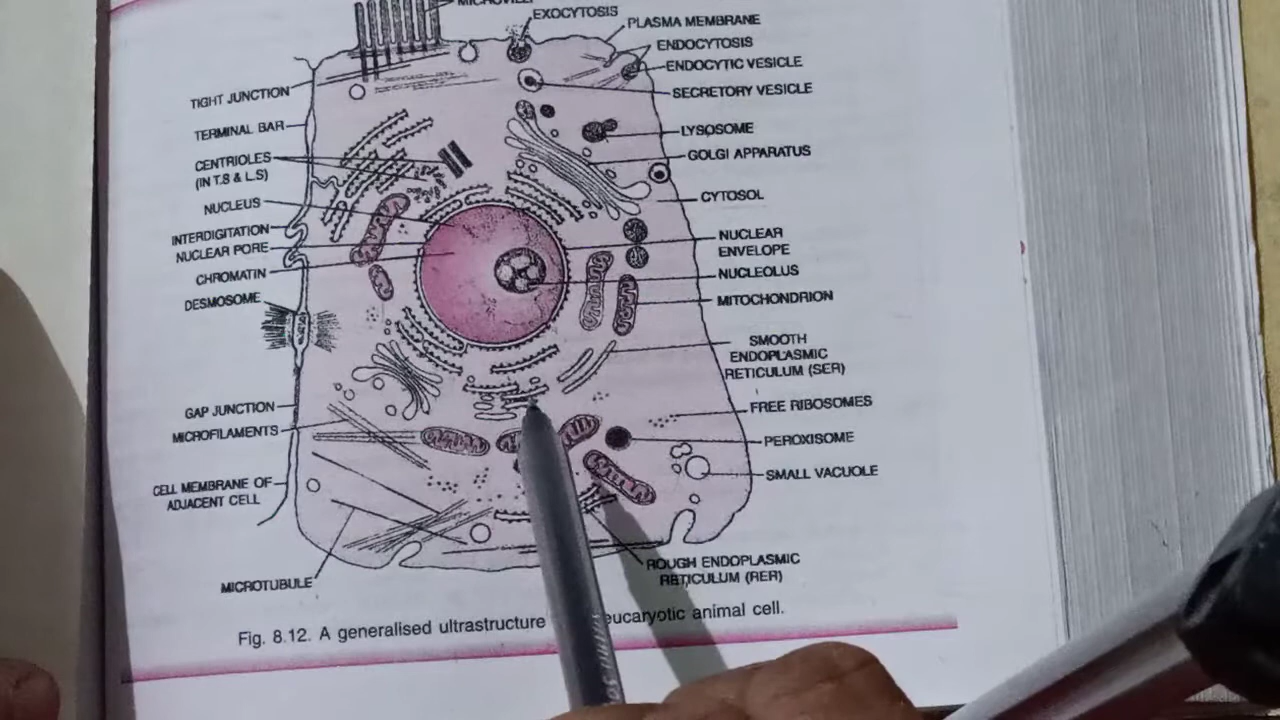 EXOCYTOSIS
PLASMA MEMBRANE
ENDOCYTOSIS
ENDOCYTIC VESICLE
SECRETORY VESICLE
LYSOSOME
GOLGI APPARATUS
CYTOSOL
NUCLEAR
ENVELOPE
NUCLEOLUS
MITOCHONDRION
SMOOTH
ENDOPLASMIC
RETICULUM (SER)
FREE RIBOSOMES
PEROXISOME
SMALL VACUOLE
ROUGH ENDOPLASMIC
RETICULUM (RER)
TIGHT JUNCTION
TERMINAL BAR
CENTRIOLES
(IN T.S & L.S)
NUCLEUS
INTERDIGITATION
NUCLEAR PORE
CHROMATIN
DESMOSOME
GAP JUNCTION
MICROFILAMENTS
CELL MEMBRANE OF
ADJACENT CELL
MICROTUBULE
Fig. 8.12. A generalised ultrastructure eucaryotic animal cell.